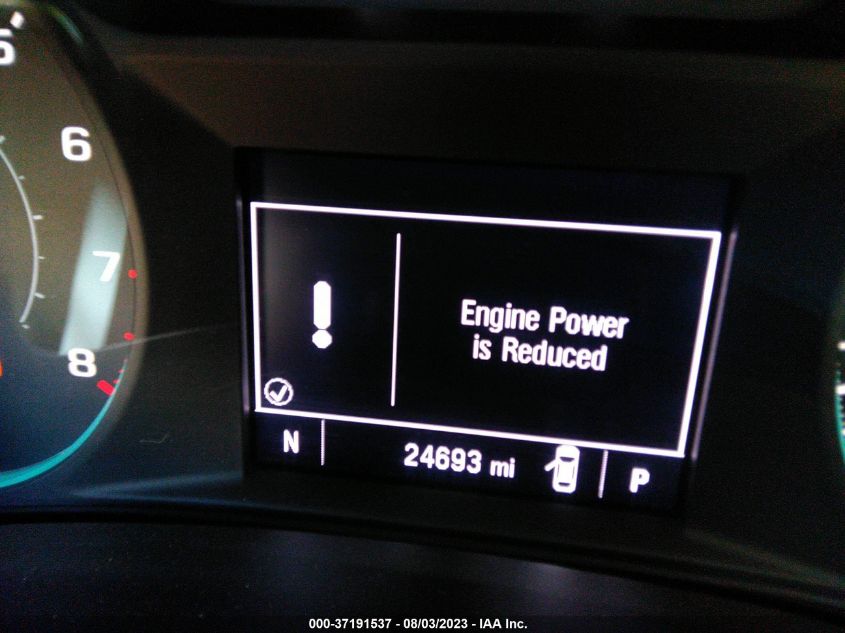 5
6
7
8
Engine Power
is Reduced
N
24693 mi
P
000-37191537 - 08/03/2023 - IAA Inc.